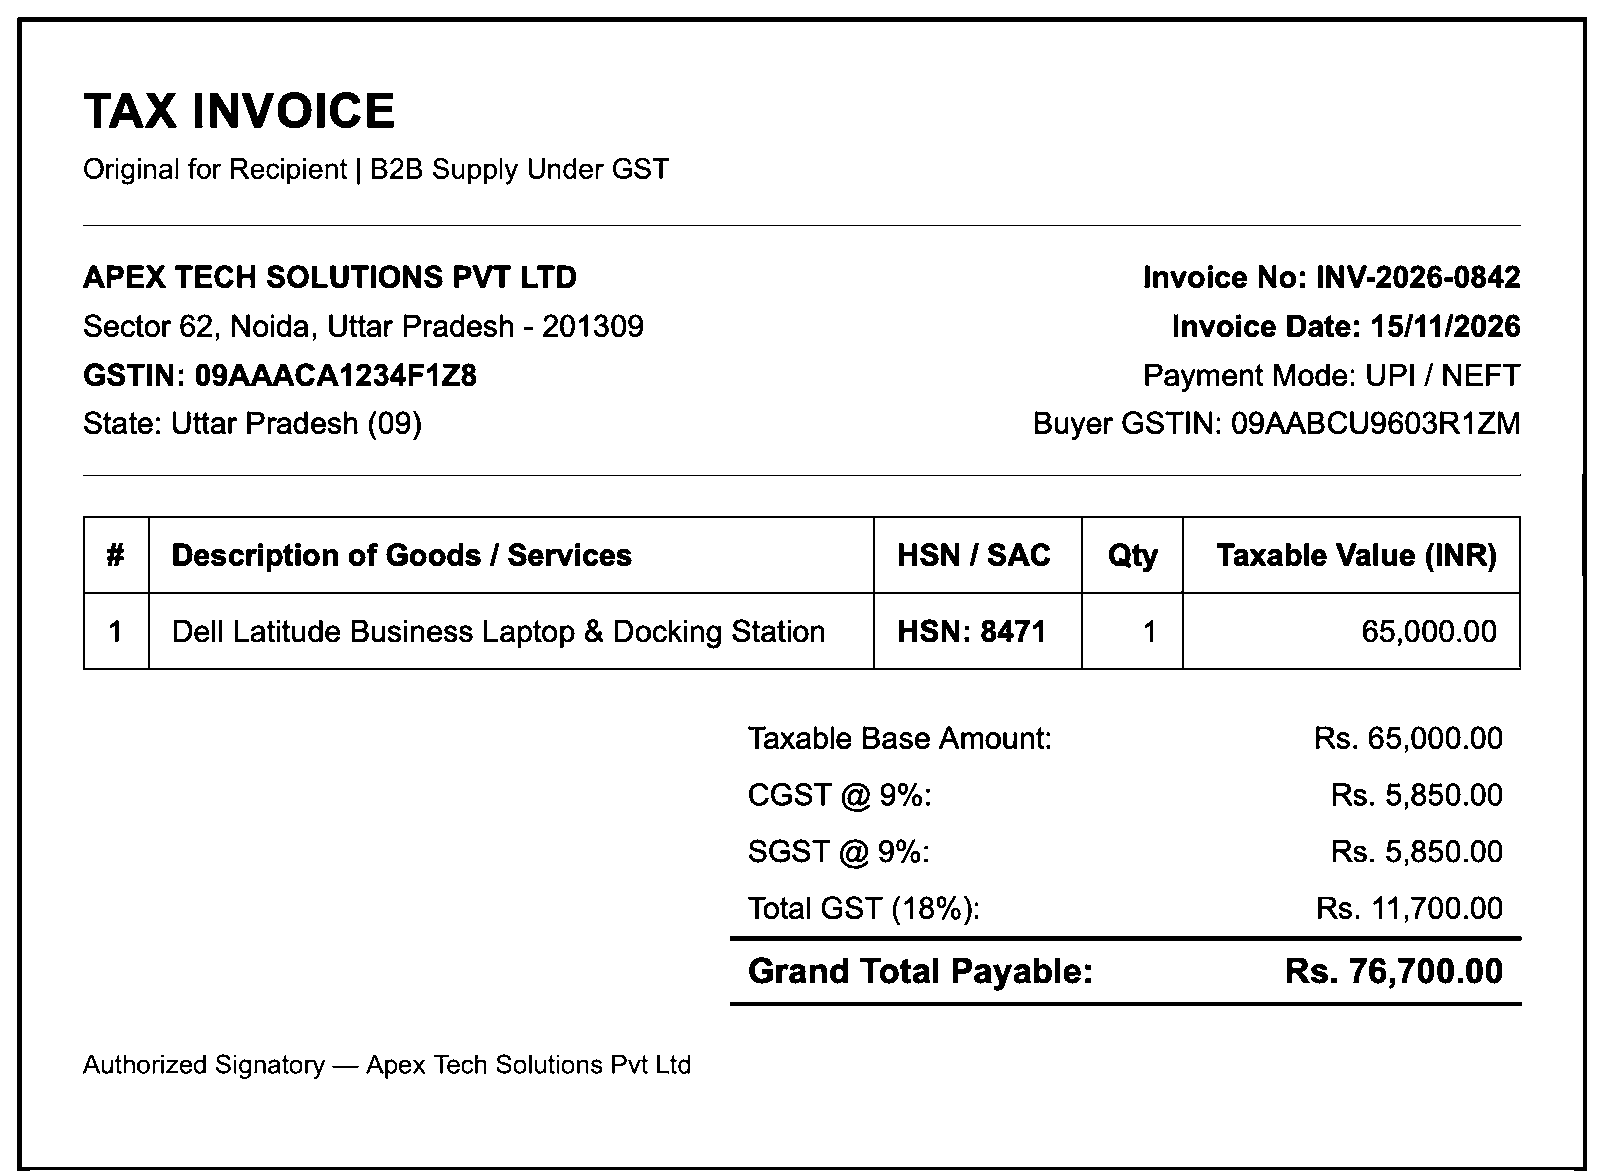 TAX INVOICE
Original for Recipient | B2B Supply Under GST
APEX TECH SOLUTIONS PVT LTD
Sector 62, Noida, Uttar Pradesh - 201309
GSTIN: 09AAACA1234F1Z8
State: Uttar Pradesh (09)
Invoice No: INV-2026-0842
Invoice Date: 15/11/2026
Payment Mode: UPI / NEFT
Buyer GSTIN: 09AABCU9603R1ZM
# Description of Goods / Services HSN / SAC Qty Taxable Value (INR)
1 Dell Latitude Business Laptop & Docking Station HSN: 8471 1 65,000.00
Taxable Base Amount: Rs. 65,000.00
CGST @ 9%: Rs. 5,850.00
SGST @ 9%: Rs. 5,850.00
Total GST (18%): Rs. 11,700.00
Grand Total Payable: Rs. 76,700.00
Authorized Signatory — Apex Tech Solutions Pvt Ltd